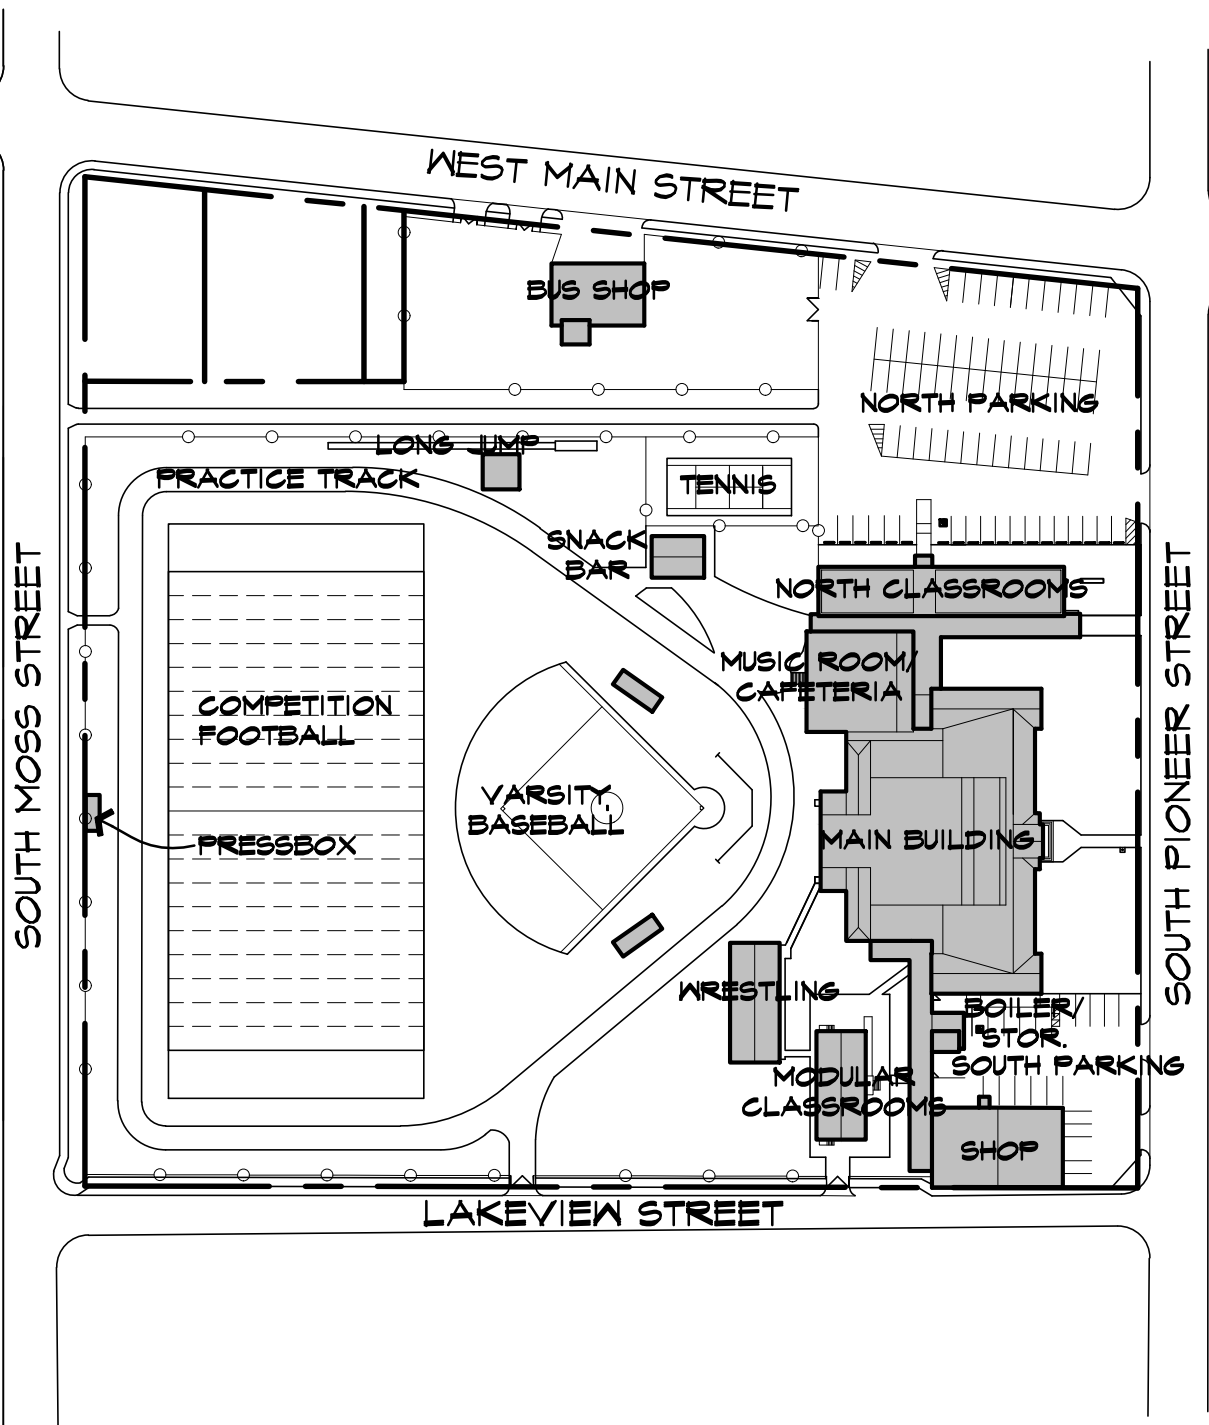 WEST MAIN STREET
BUS SHOP
NORTH PARKING
LONG JUMP
PRACTICE TRACK
TENNIS
SNACK
BAR
NORTH CLASSROOMS
MUSIC ROOM/
CAFETERIA
COMPETITION
FOOTBALL
VARSITY
BASEBALL
PRESSBOX
MAIN BUILDING
SOUTH MOSS STREET
SOUTH PIONEER STREET
WRESTLING
BOILER/
STOR.
SOUTH PARKING
MODULAR
CLASSROOMS
SHOP
LAKEVIEW STREET